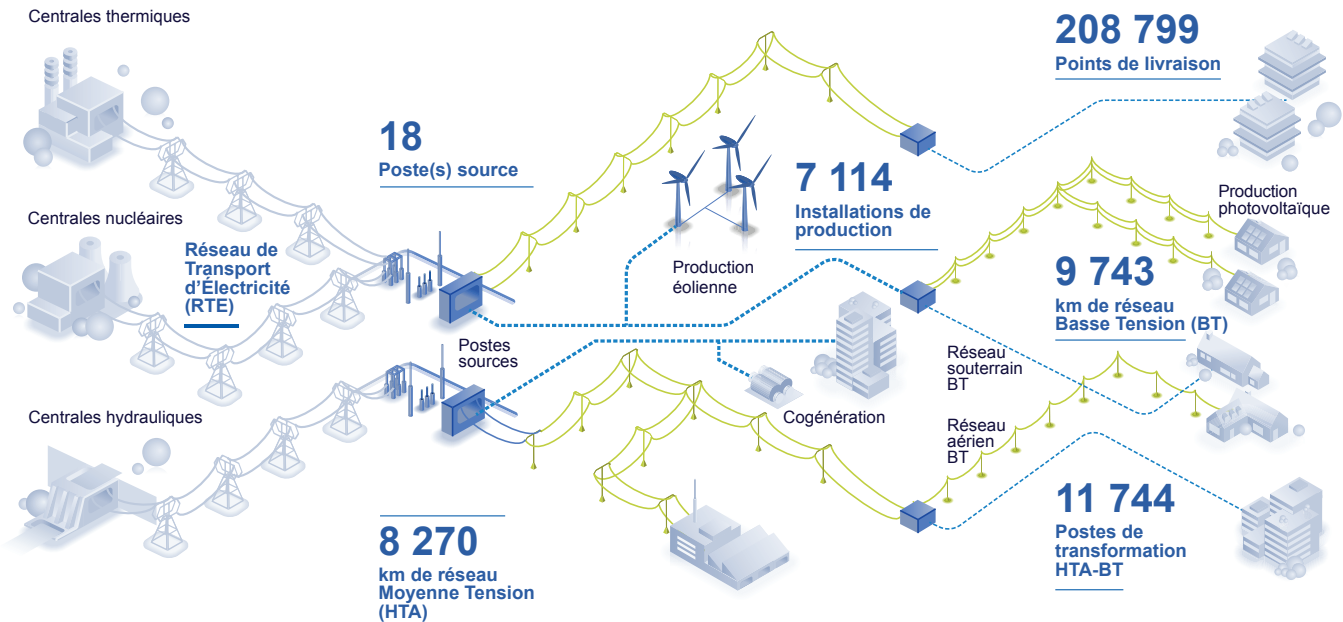 Centrales thermiques
208 799
Points de livraison
18
Poste(s) source
7 114
Installations de
production
Production
photovoltaïque
Centrales nucléaires
Réseau de
Transport
d’Électricité
(RTE)
Production
éolienne
9 743
km de réseau
Basse Tension (BT)
Postes
sources
Réseau
souterrain
BT
Centrales hydrauliques
Cogénération
Réseau
aérien
BT
11 744
Postes de
transformation
HTA-BT
8 270
km de réseau
Moyenne Tension
(HTA)